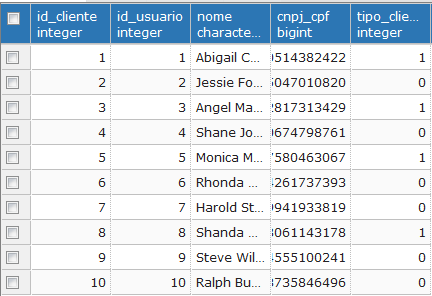 id_cliente id_usuario nome cnpj_cpf tipo_clie...
integer integer characte... bigint integer
1 1 Abigail C... 9514382422 1
2 2 Jessie Fo... 5047010820 0
3 3 Angel Ma... 2817313429 1
4 4 Shane Jo... 0674798761 0
5 5 Monica M... 7580463067 1
6 6 Rhonda ... 4261737393 0
7 7 Harold St... 9941933819 0
8 8 Shanda ... 3061143178 1
9 9 Steve Wil... 4555100241 0
10 10 Ralph Bu... 3735846496 0